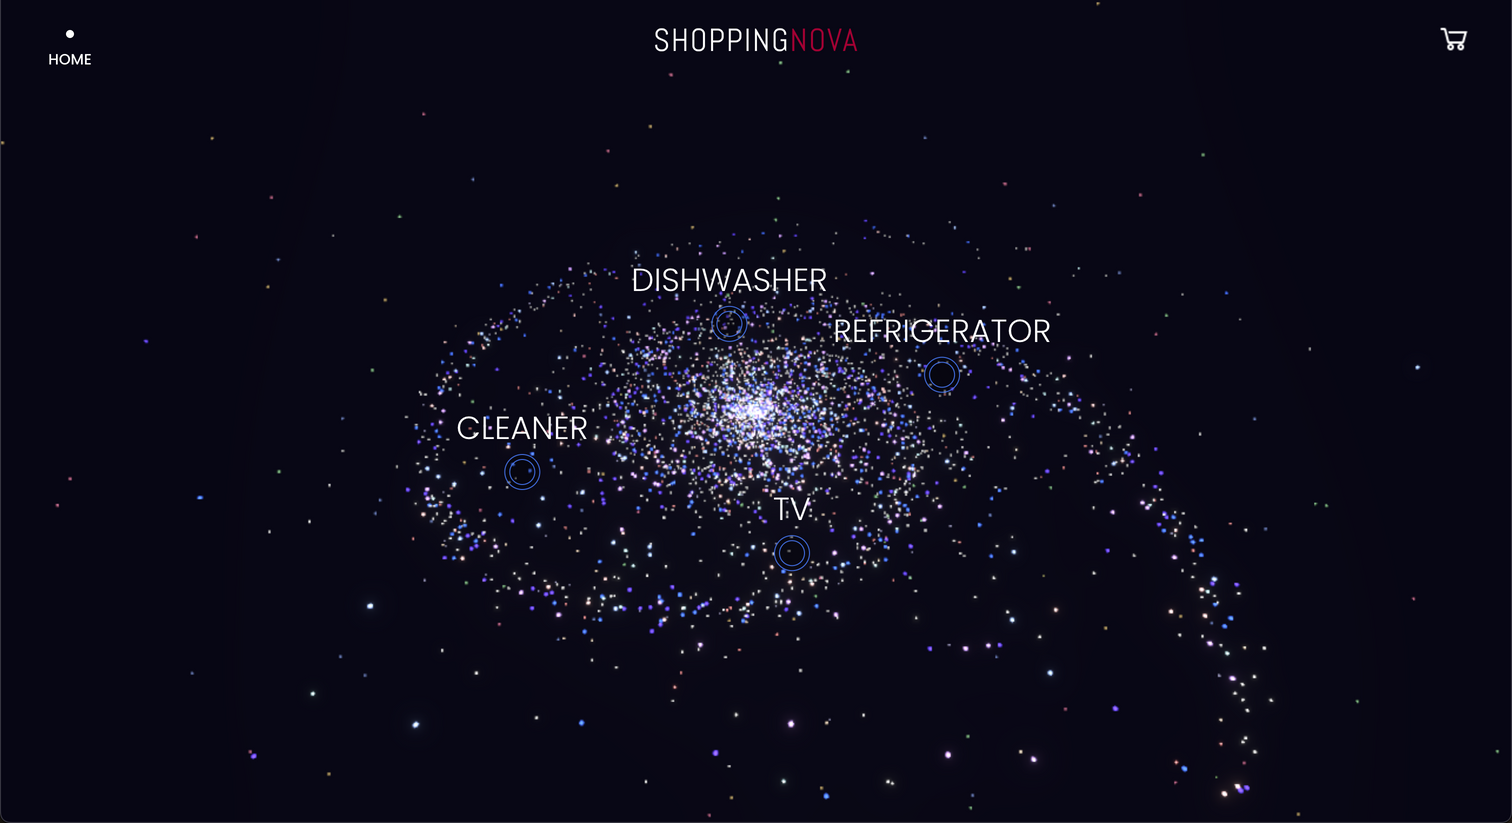 SHOPPINGNOVA
HOME
DISHWASHER
REFRIGERATOR
CLEANER
TV